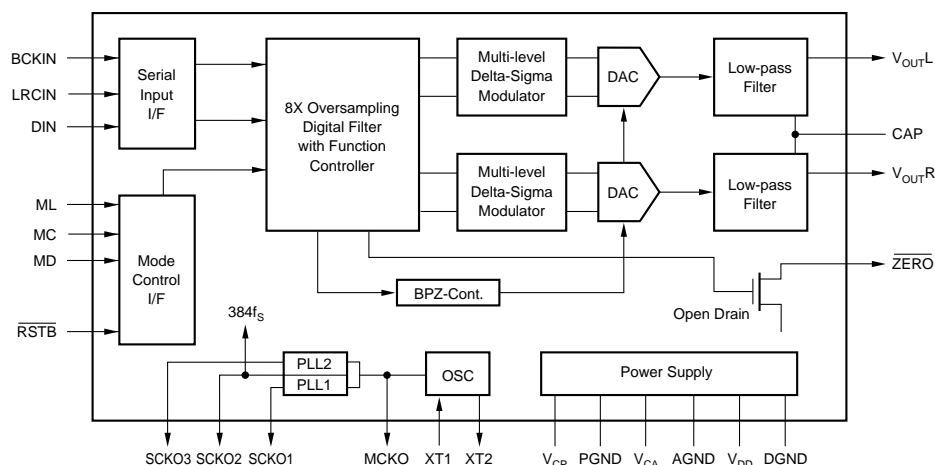 BCKIN
LRCIN
DIN
Serial
Input
I/F
8X Oversampling
Digital Filter
with Function
Controller
Multi-level
Delta-Sigma
Modulator
DAC
Low-pass
Filter
VOUTL
CAP
Multi-level
Delta-Sigma
Modulator
DAC
Low-pass
Filter
VOUTR
ML
MC
MD
RSTB
Mode
Control
I/F
BPZ-Cont.
Open Drain
ZERO
384fS
PLL2
PLL1
OSC
Power Supply
SCKO3
SCKO2
SCKO1
MCKO
XT1
XT2
VCP
PGND
VCA
AGND
VDD
DGND